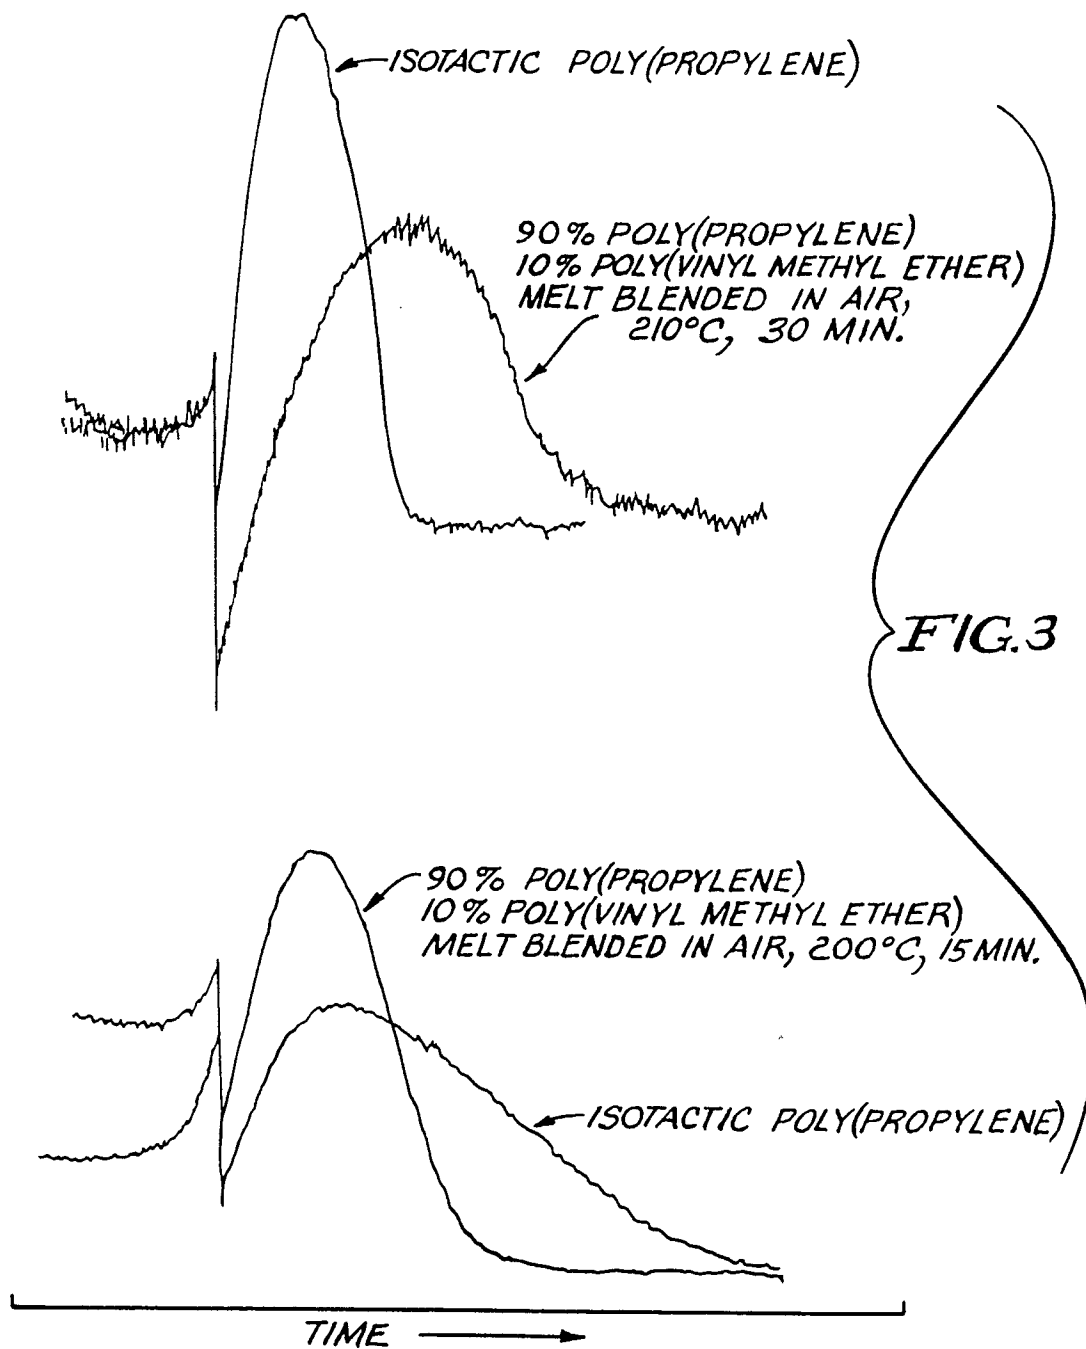 ISOTACTIC POLY(PROPYLENE)
90% POLY(PROPYLENE)
10% POLY(VINYL METHYL ETHER)
MELT BLENDED IN AIR,
210°C, 30 MIN.
FIG.3
90% POLY(PROPYLENE)
10% POLY(VINYL METHYL ETHER)
MELT BLENDED IN AIR, 200°C, 15 MIN.
ISOTACTIC POLY(PROPYLENE)
TIME